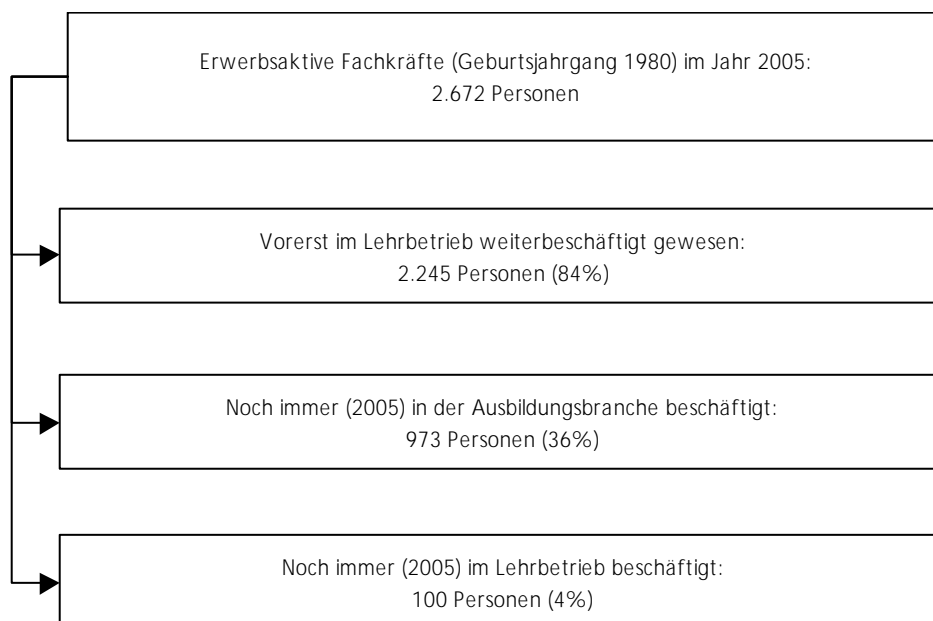 Erwerbsaktive Fachkräfte (Geburtsjahrgang 1980) im Jahr 2005:
2.672 Personen
Vorerst im Lehrbetrieb weiterbeschäftigt gewesen:
2.245 Personen (84%)
Noch immer (2005) in der Ausbildungsbranche beschäftigt:
973 Personen (36%)
Noch immer (2005) im Lehrbetrieb beschäftigt:
100 Personen (4%)